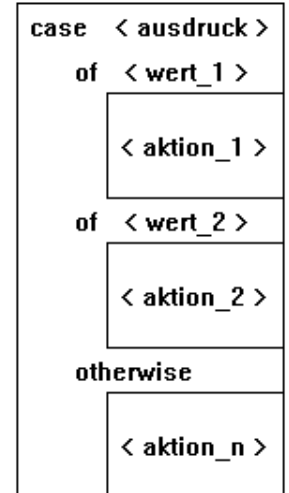 case < ausdruck >
of < wert_1 >
< aktion_1 >
of < wert_2 >
< aktion_2 >
otherwise
< aktion_n >